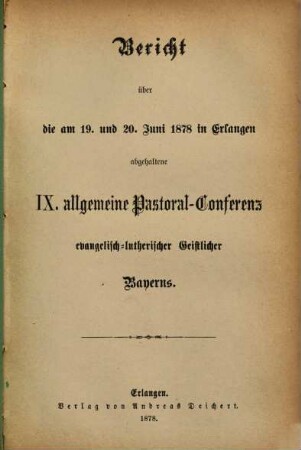 Bericht
über
die am 19. und 20. Juni 1878 in Erlangen
abgehaltene
IX. allgemeine Pastoral-Conferenz
evangelisch-lutherischer Geistlicher
Bayerns.
Erlangen.
Verlag von Andreas Deichert.
1878.